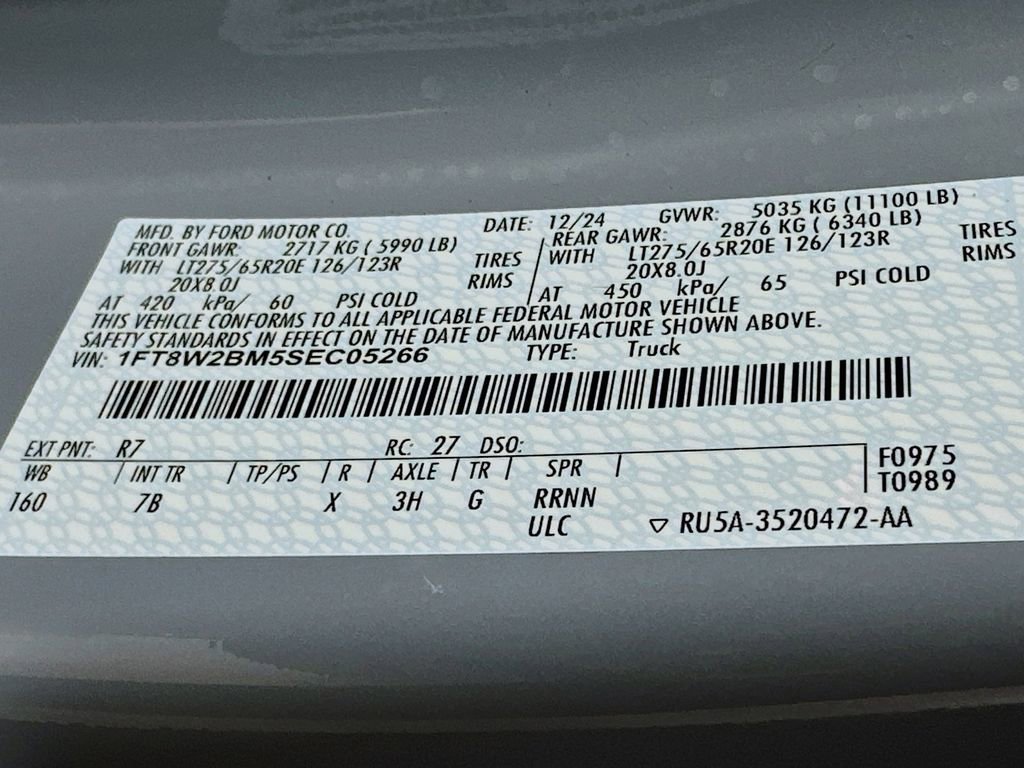 MFD. BY FORD MOTOR CO. DATE: 12/24 GVWR: 5035 KG (11100 LB)
FRONT GAWR: 2717 KG ( 5990 LB) REAR GAWR: 2876 KG ( 6340 LB)
WITH LT275/65R20E 126/123R TIRES WITH LT275/65R20E 126/123R TIRES
20X8.0J RIMS 20X8.0J RIMS
AT 420 kPa/ 60 PSI COLD AT 450 kPa/ 65 PSI COLD
THIS VEHICLE CONFORMS TO ALL APPLICABLE FEDERAL MOTOR VEHICLE
SAFETY STANDARDS IN EFFECT ON THE DATE OF MANUFACTURE SHOWN ABOVE.
VIN: 1FT8W2BM5SEC05266 TYPE: Truck
EXT PNT: R7 RC: 27 DSO:
WB / INT TR / TP/PS / R / AXLE / TR / SPR / F0975
160 7B X 3H G RRNN T0989
ULC ▽ RU5A-3520472-AA